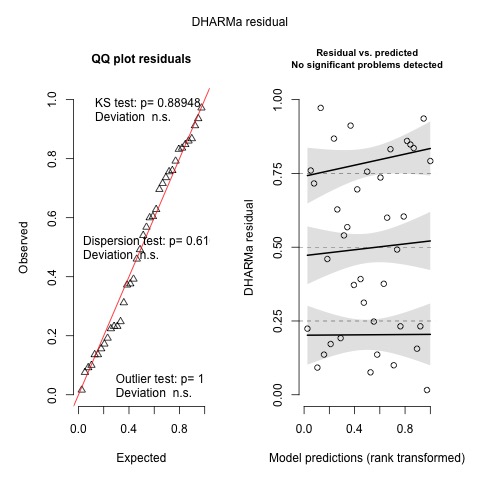 DHARMa residual
QQ plot residuals
KS test: p= 0.88948
Deviation n.s.
Dispersion test: p= 0.61
Deviation n.s.
Outlier test: p= 1
Deviation n.s.
Observed
0.0 0.2 0.4 0.6 0.8 1.0
0.0 0.4 0.8
Expected
Residual vs. predicted
No significant problems detected
DHARMa residual
0.00 0.25 0.50 0.75 1.00
0.0 0.4 0.8
Model predictions (rank transformed)